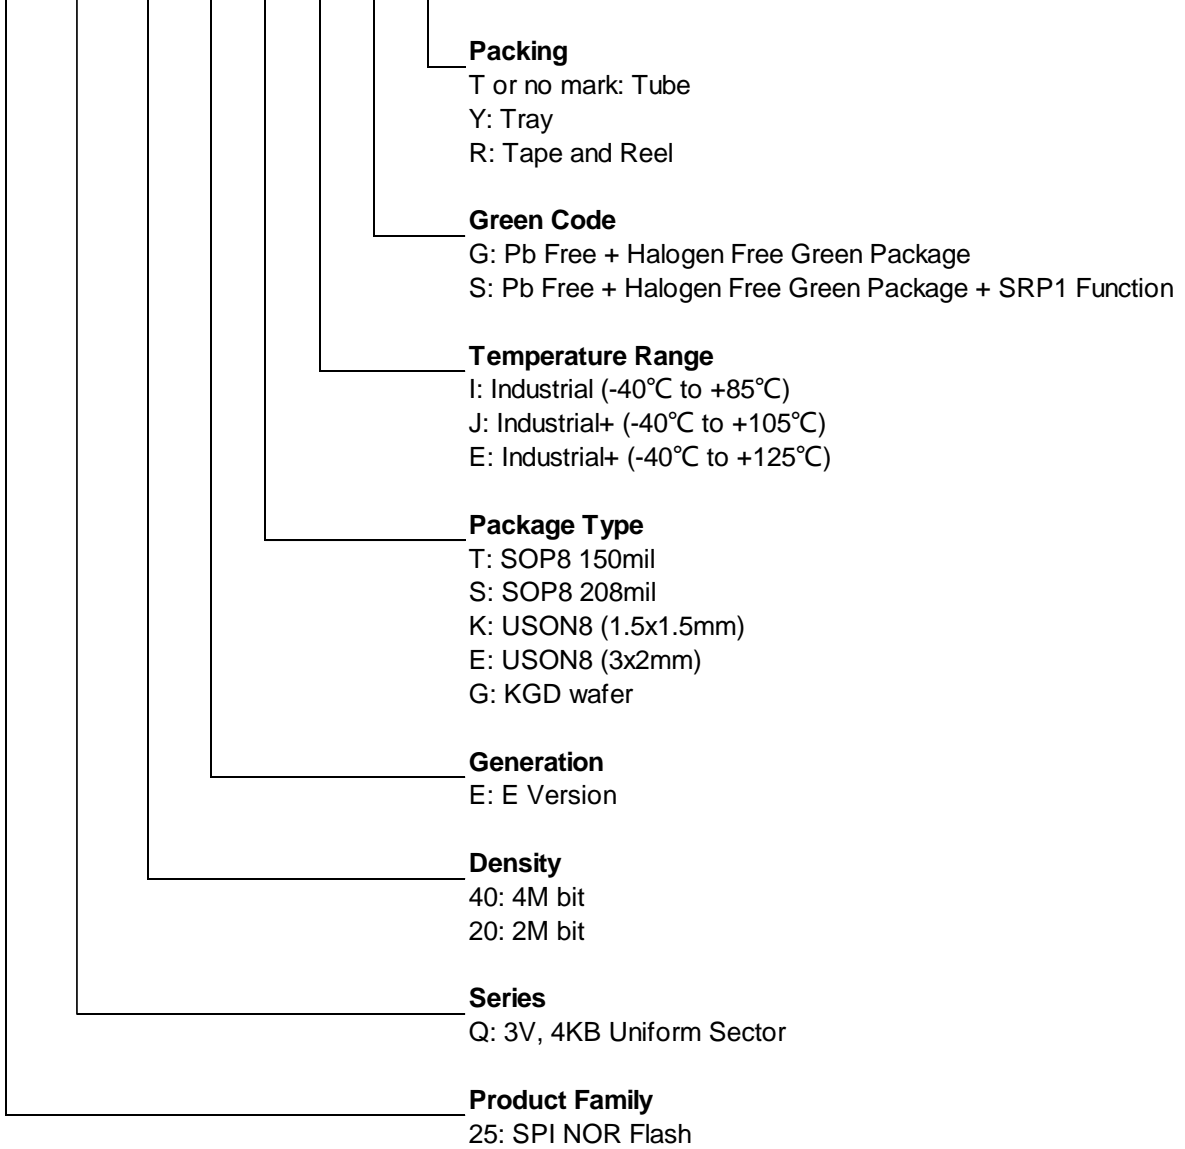 Packing
T or no mark: Tube
Y: Tray
R: Tape and Reel
Green Code
G: Pb Free + Halogen Free Green Package
S: Pb Free + Halogen Free Green Package + SRP1 Function
Temperature Range
I: Industrial (-40℃ to +85℃)
J: Industrial+ (-40℃ to +105℃)
E: Industrial+ (-40℃ to +125℃)
Package Type
T: SOP8 150mil
S: SOP8 208mil
K: USON8 (1.5x1.5mm)
E: USON8 (3x2mm)
G: KGD wafer
Generation
E: E Version
Density
40: 4M bit
20: 2M bit
Series
Q: 3V, 4KB Uniform Sector
Product Family
25: SPI NOR Flash